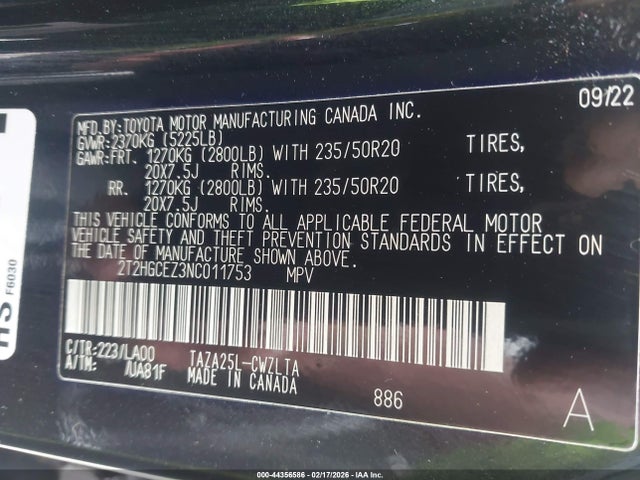 09/22
MFD.BY:TOYOTA MOTOR MANUFACTURING CANADA INC.
GVWR:2370KG (5225LB)
GAWR:FRT. 1270KG (2800LB) WITH 235/50R20 TIRES,
20X7.5J RIMS.
RR. 1270KG (2800LB) WITH 235/50R20 TIRES,
20X7.5J RIMS.
THIS VEHICLE CONFORMS TO ALL APPLICABLE FEDERAL MOTOR
VEHICLE SAFETY AND THEFT PREVENTION STANDARDS IN EFFECT ON
THE DATE OF MANUFACTURE SHOWN ABOVE.
2T2HGCEZ3NC011753 MPV
C/TR:223/LA00 TAZA25L-CWZLTA
A/TM: /UA81F MADE IN CANADA
886
A
HS
F6030
000-44356586 - 02/17/2026 - IAA Inc.